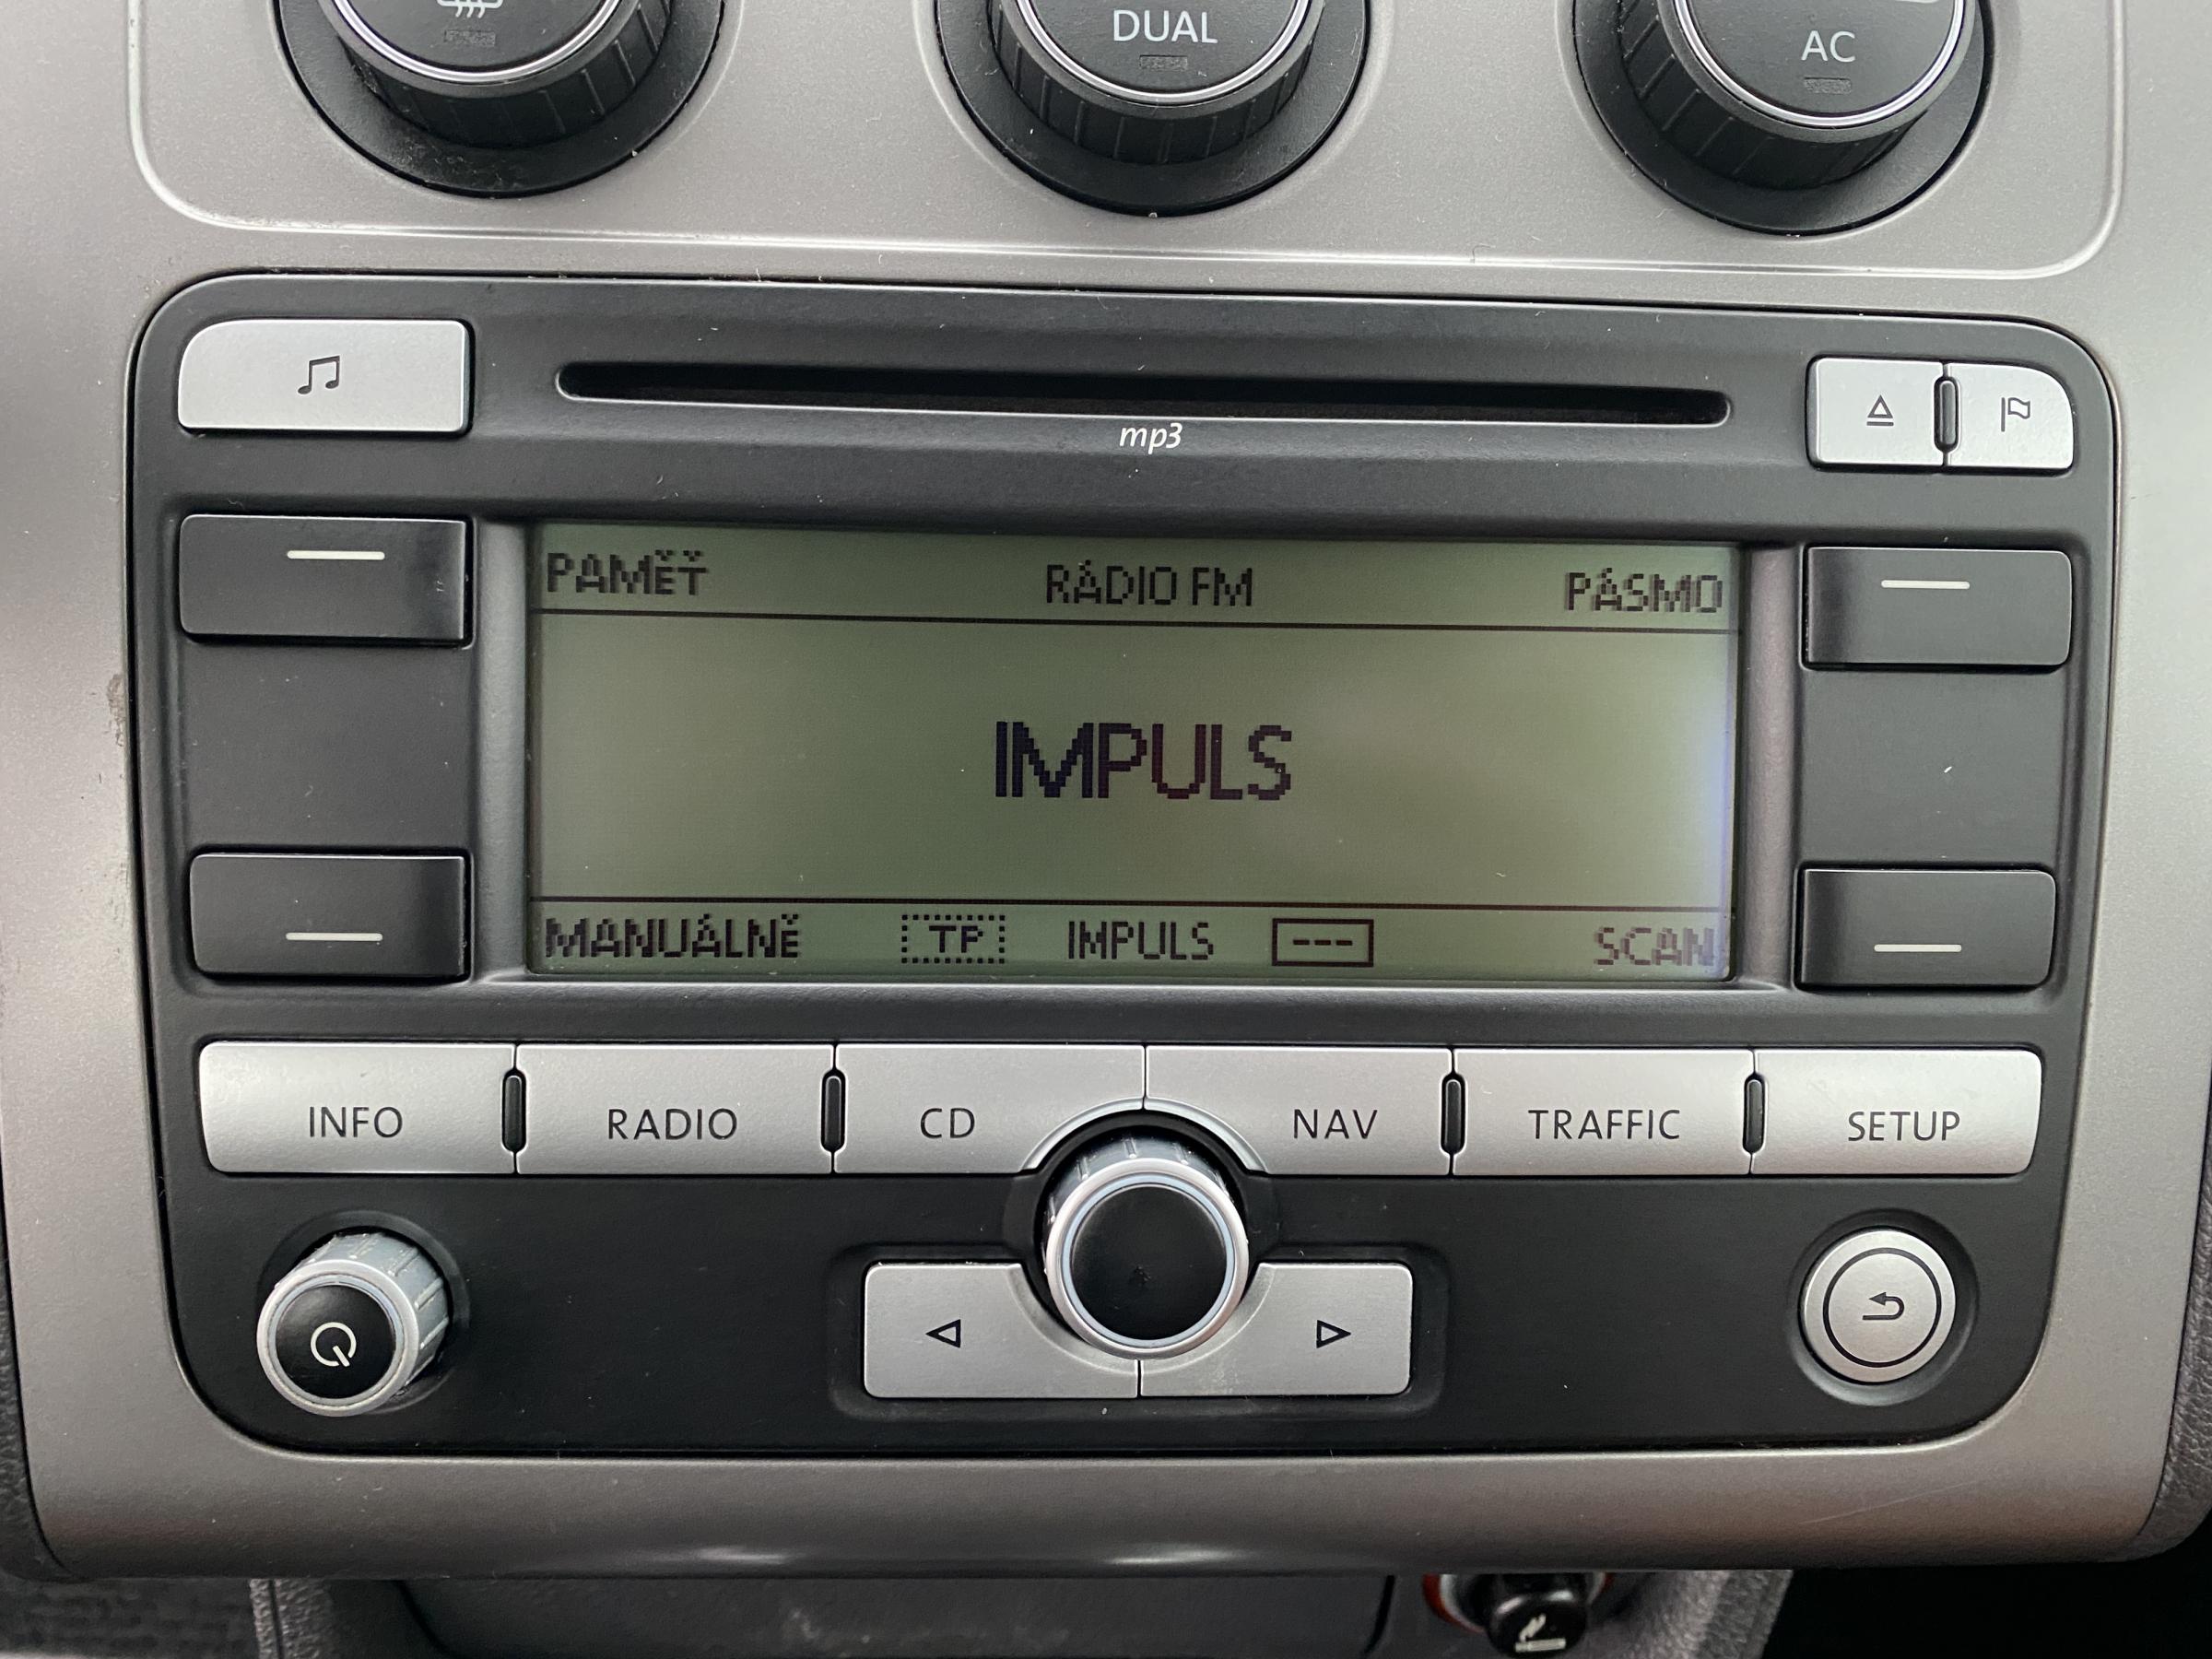 DUAL
AC
mp3
PAMĚŤ RÁDIO FM PÁSMO
IMPULS
MANUÁLNĚ TP IMPULS --- SCAN
INFO RADIO CD NAV TRAFFIC SETUP